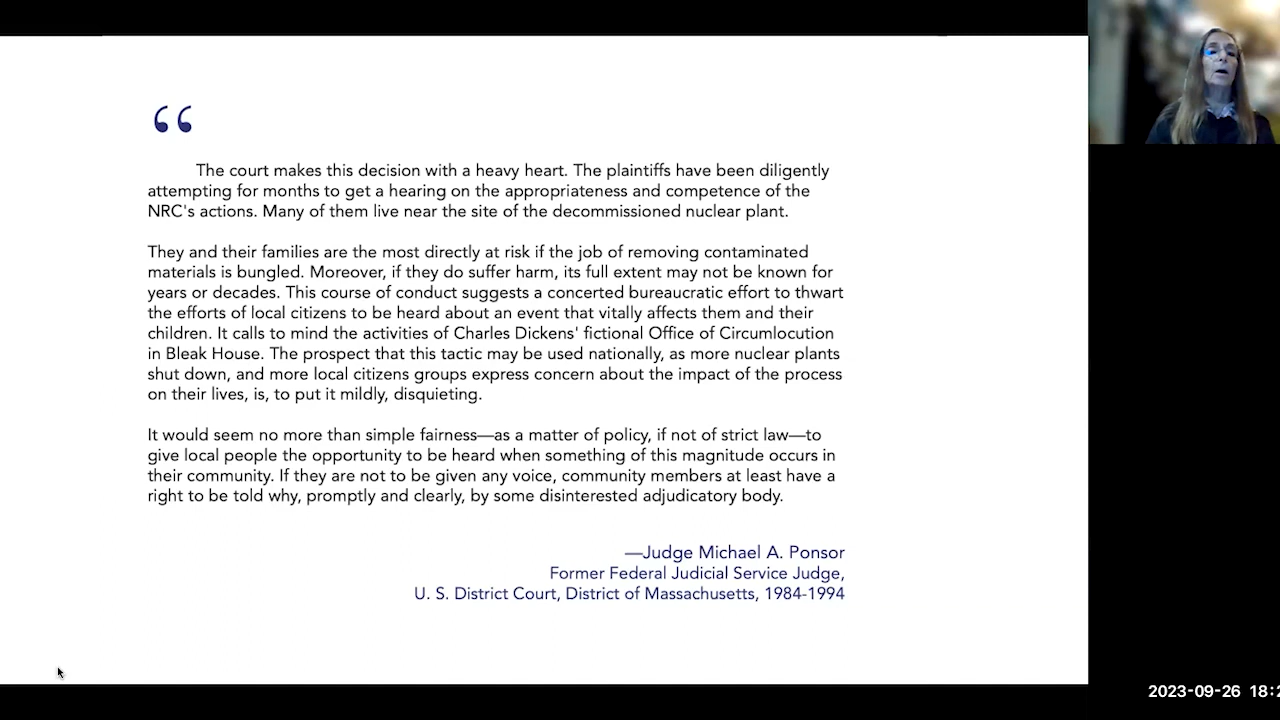 “
The court makes this decision with a heavy heart. The plaintiffs have been diligently
attempting for months to get a hearing on the appropriateness and competence of the
NRC's actions. Many of them live near the site of the decommissioned nuclear plant.
They and their families are the most directly at risk if the job of removing contaminated
materials is bungled. Moreover, if they do suffer harm, its full extent may not be known for
years or decades. This course of conduct suggests a concerted bureaucratic effort to thwart
the efforts of local citizens to be heard about an event that vitally affects them and their
children. It calls to mind the activities of Charles Dickens' fictional Office of Circumlocution
in Bleak House. The prospect that this tactic may be used nationally, as more nuclear plants
shut down, and more local citizens groups express concern about the impact of the process
on their lives, is, to put it mildly, disquieting.
It would seem no more than simple fairness—as a matter of policy, if not of strict law—to
give local people the opportunity to be heard when something of this magnitude occurs in
their community. If they are not to be given any voice, community members at least have a
right to be told why, promptly and clearly, by some disinterested adjudicatory body.
—Judge Michael A. Ponsor
Former Federal Judicial Service Judge,
U. S. District Court, District of Massachusetts, 1984-1994
2023-09-26 18:2